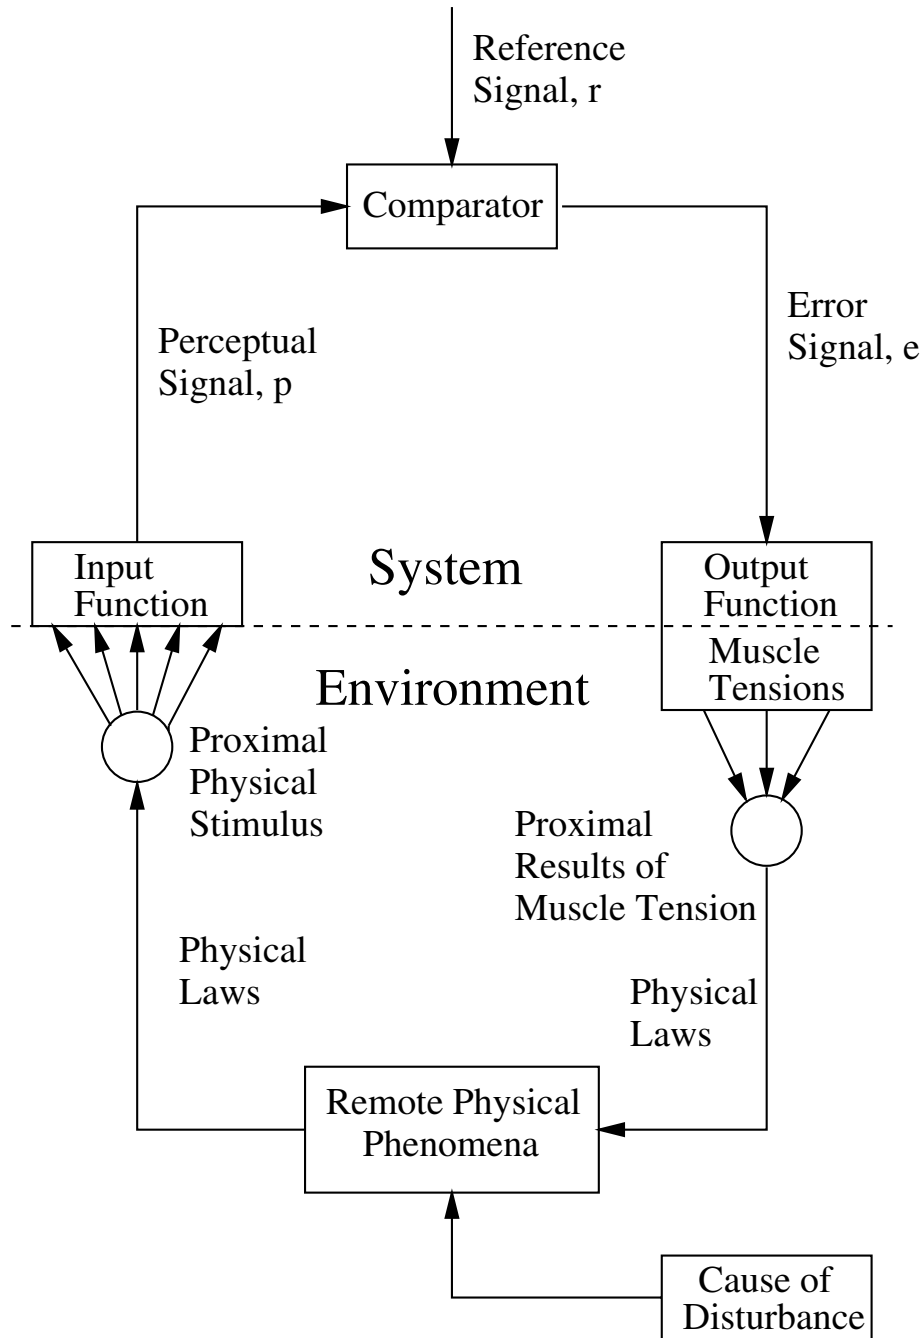 Reference
Signal, r
Comparator
Error
Signal, e
Perceptual
Signal, p
Input
Function
System
Output
Function
Environment
Muscle
Tensions
Proximal
Physical
Stimulus
Proximal
Results of
Muscle Tension
Physical
Laws
Physical
Laws
Remote Physical
Phenomena
Cause of
Disturbance